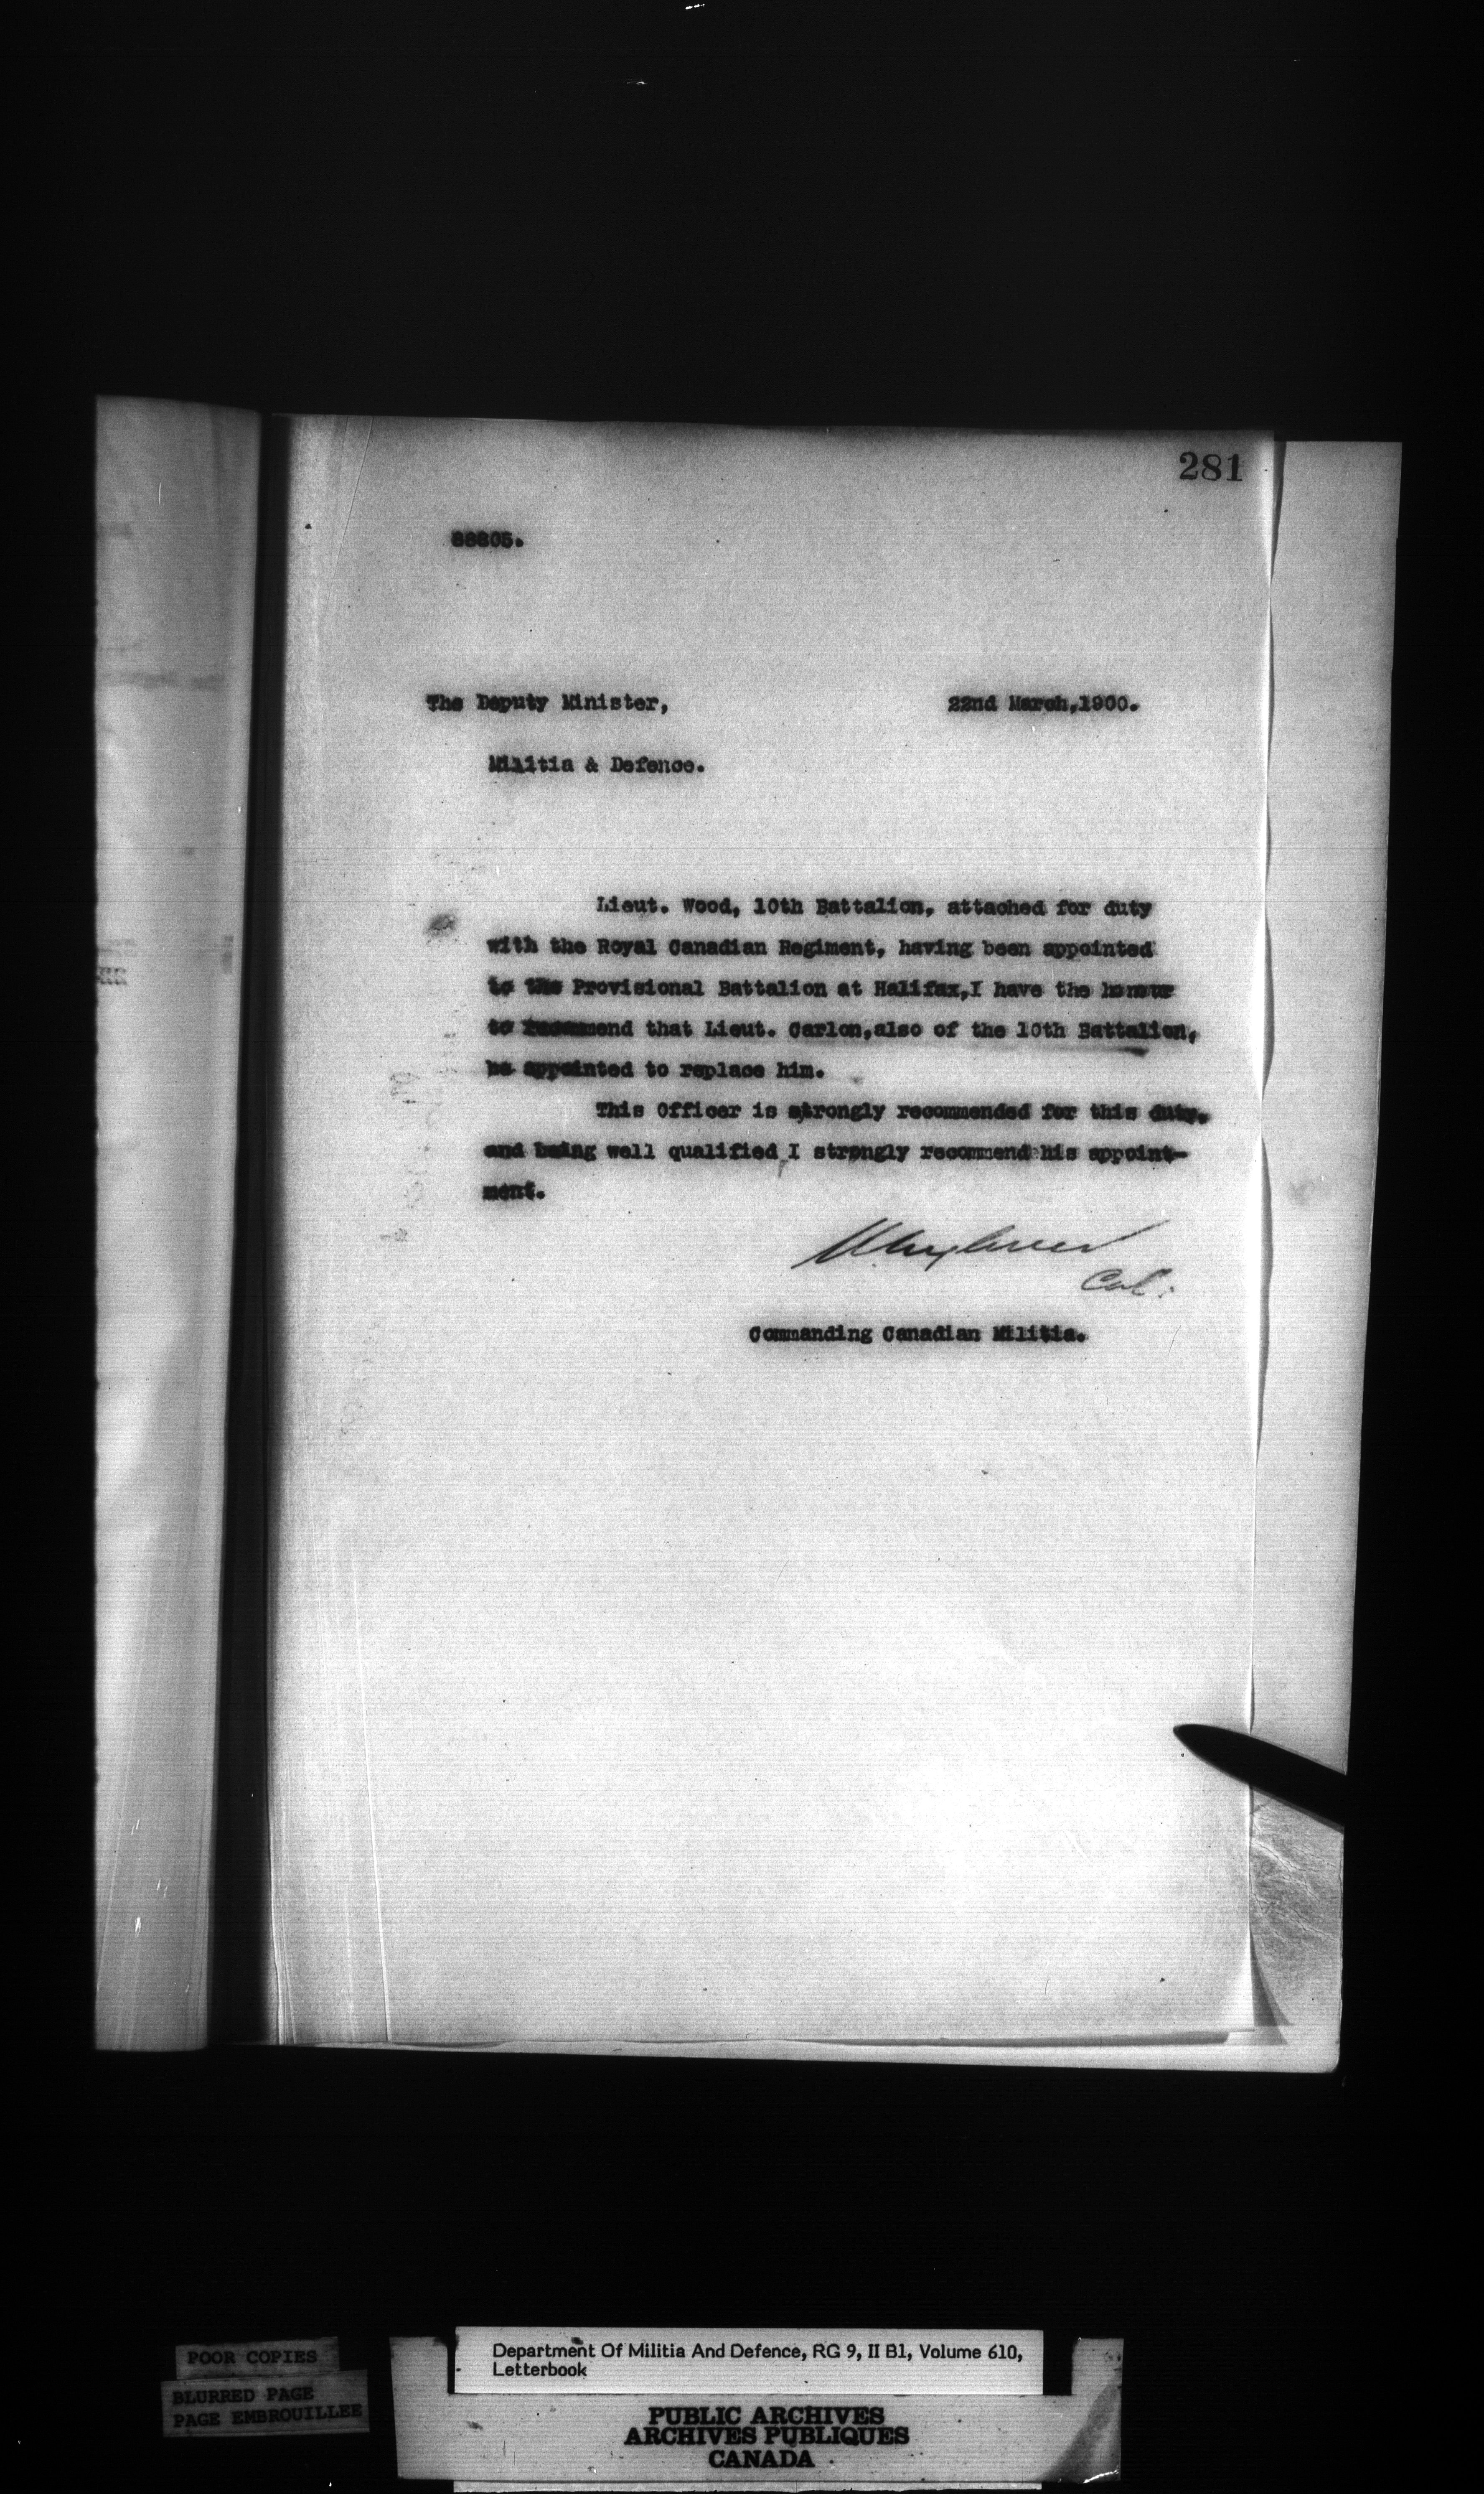 281
The Deputy Minister,
22nd March,1900.
Militia & Defence.
Lieut. Wood, 10th Battalion, attached for duty
with the Royal Canadian Regiment, having been appointed
to the Provisional Battalion at Halifax,I have the honour
to recommend that Lieut. Carlon,also of the 10th Battalion,
be appointed to replace him.
This Officer is strongly recommended for this duty.
and being well qualified I strongly recommend his appoint-
ment.
Col:
Commanding Canadian Militia.
POOR COPIES
BLURRED PAGE
PAGE EMBROUILLEE
Department Of Militia And Defence, RG 9, II B1, Volume 610,
Letterbook
PUBLIC ARCHIVES
ARCHIVES PUBLIQUES
CANADA